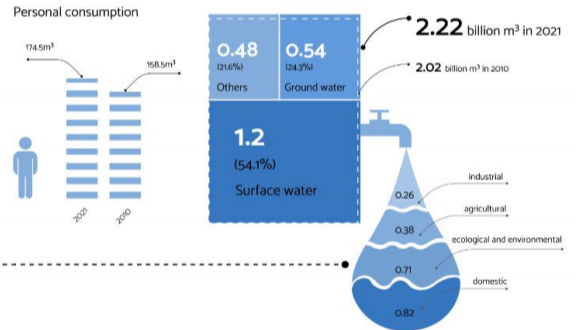 Personal consumption
174.5m³
158.5m³
2021
2010
0.48
(21.6%)
Others
0.54
(24.3%)
Ground water
1.2
(54.1%)
Surface water
2.22 billion m³ in 2021
2.02 billion m³ in 2010
industrial
0.26
agricultural
0.38
ecological and environmental
0.71
domestic
0.82